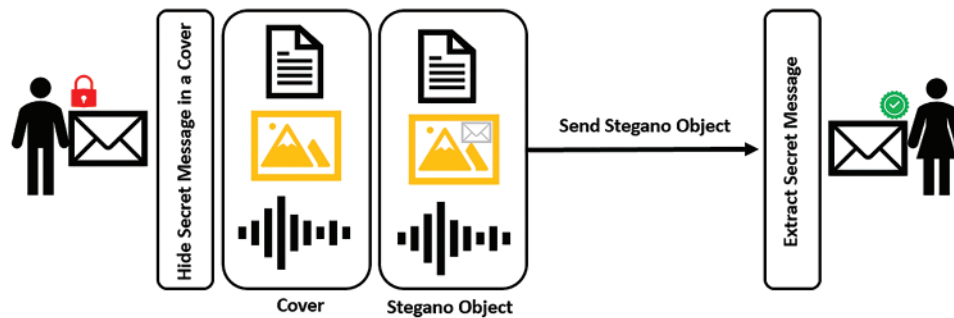 Hide Secret Message in a Cover
Send Stegano Object
Extract Secret Message
Cover
Stegano Object